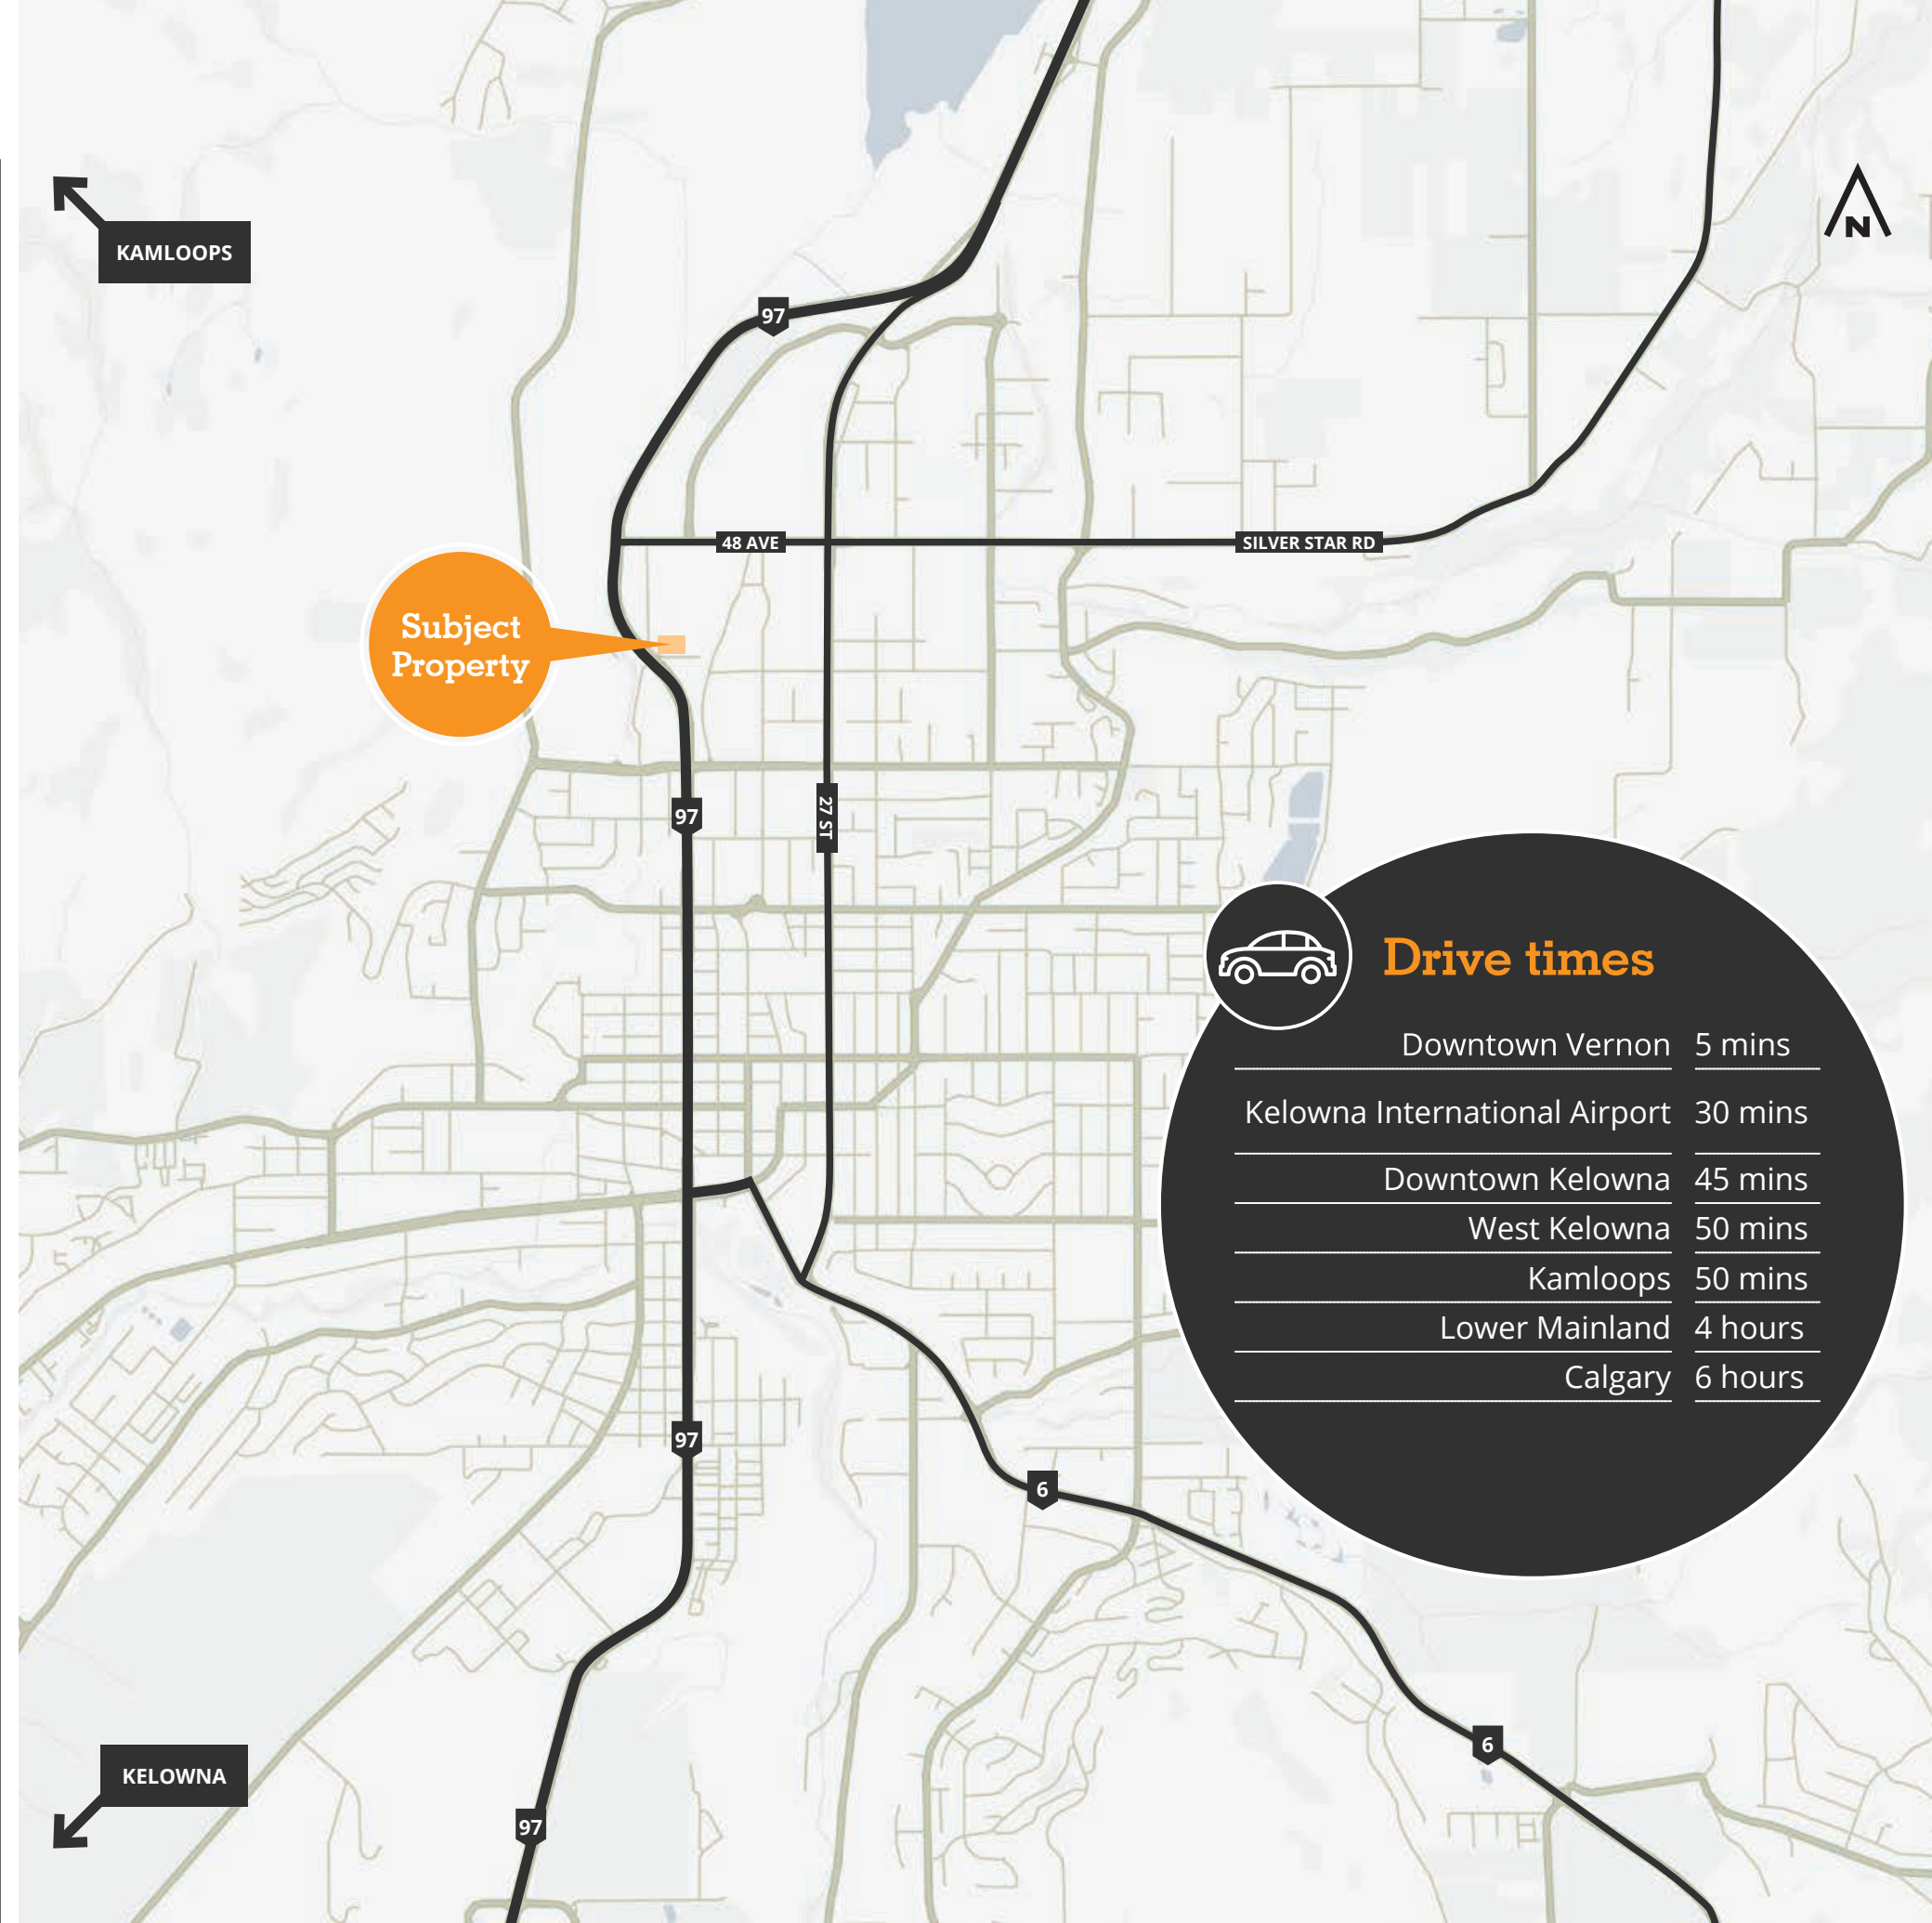 KAMLOOPS
N
97
48 AVE
SILVER STAR RD
Subject
Property
97
27 ST
Drive times
Downtown Vernon 5 mins
Kelowna International Airport 30 mins
Downtown Kelowna 45 mins
West Kelowna 50 mins
Kamloops 50 mins
Lower Mainland 4 hours
Calgary 6 hours
97
6
6
KELOWNA
97